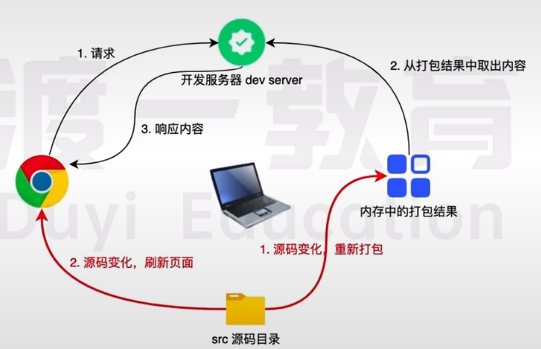 1. 请求
开发服务器 dev server
2. 从打包结果中取出内容
3. 响应内容
渡一教育
Duyi Education
内存中的打包结果
1. 源码变化，重新打包
2. 源码变化，刷新页面
src 源码目录